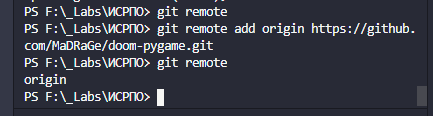 PS F:\_Labs\ИСРПО> git remote
PS F:\_Labs\ИСРПО> git remote add origin https://github.
com/MaDRaGe/doom-pygame.git
PS F:\_Labs\ИСРПО> git remote
origin
PS F:\_Labs\ИСРПО>